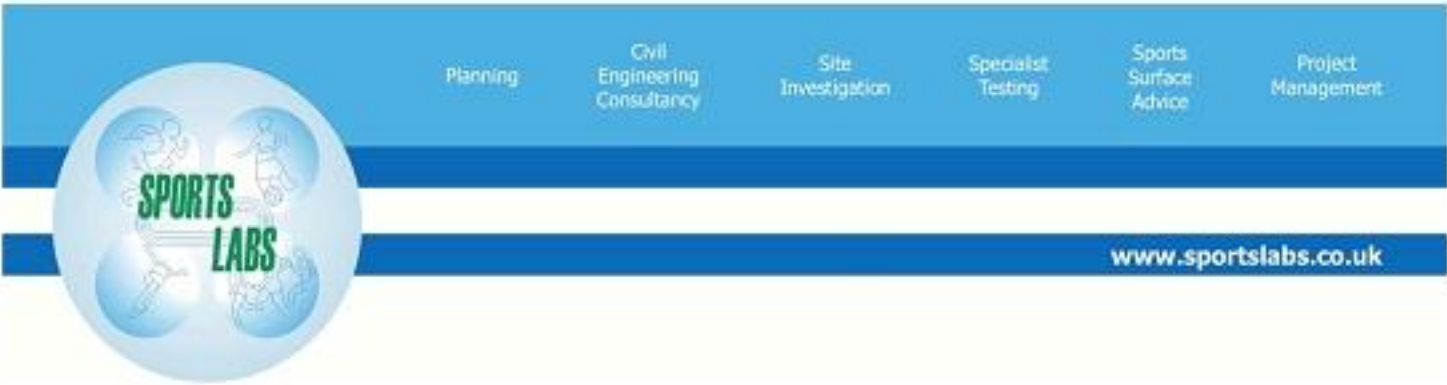 Planning
Civil
Engineering
Consultancy
Site
Investigation
Specialist
Testing
Sports
Surface
Advice
Project
Management
SPORTS
LABS
www.sportslabs.co.uk